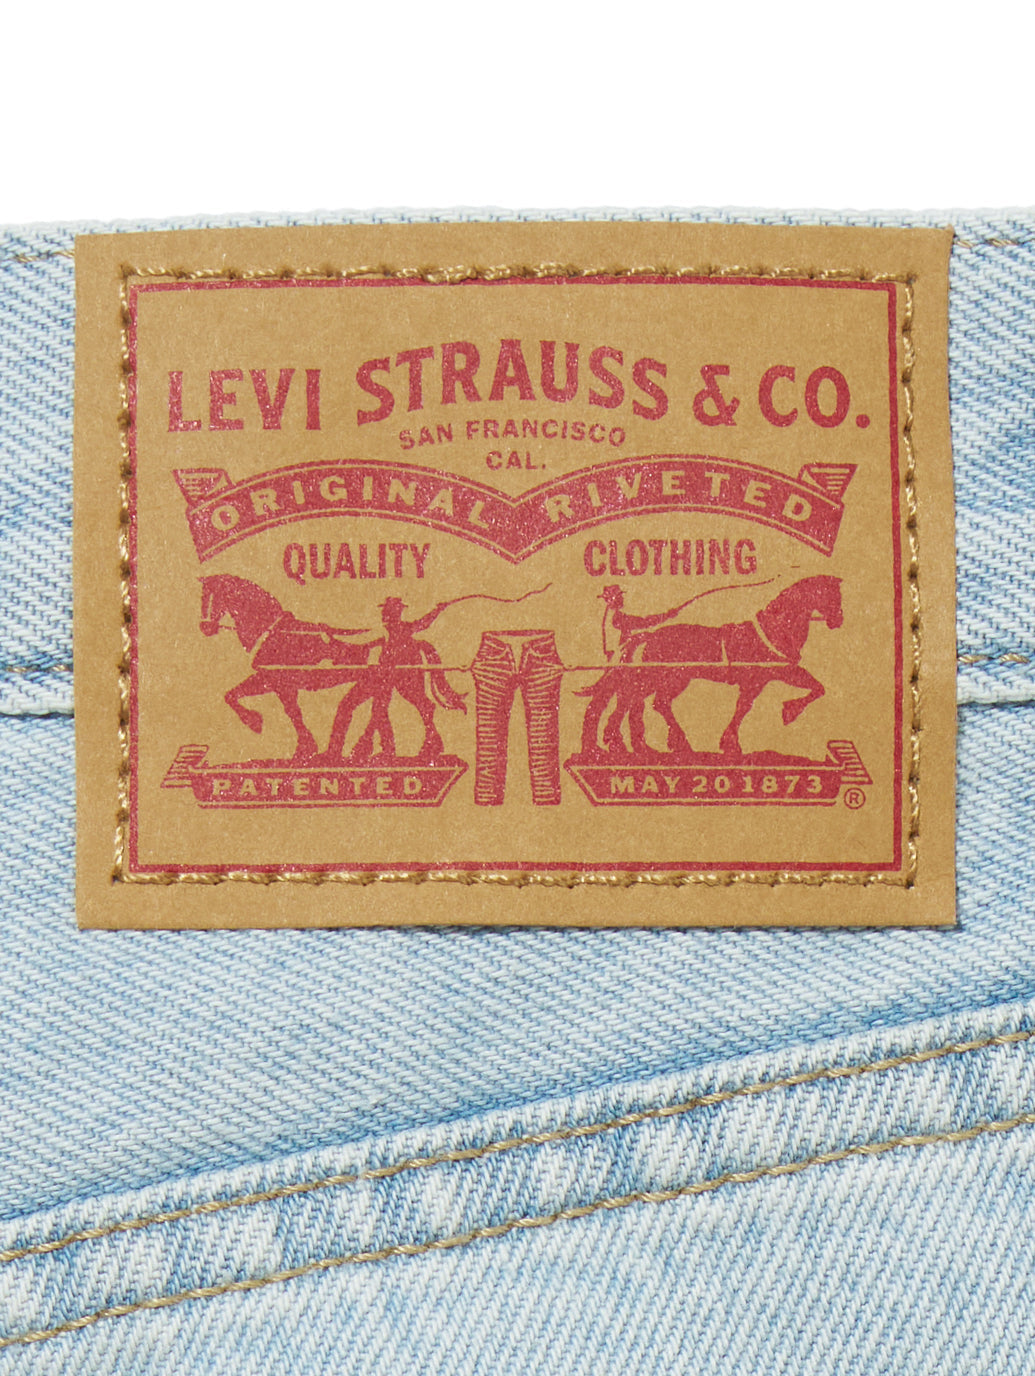 LEVI STRAUSS & CO.
SAN FRANCISCO
CAL.
ORIGINAL RIVETED
QUALITY CLOTHING
PATENTED MAY 20 1873 ®